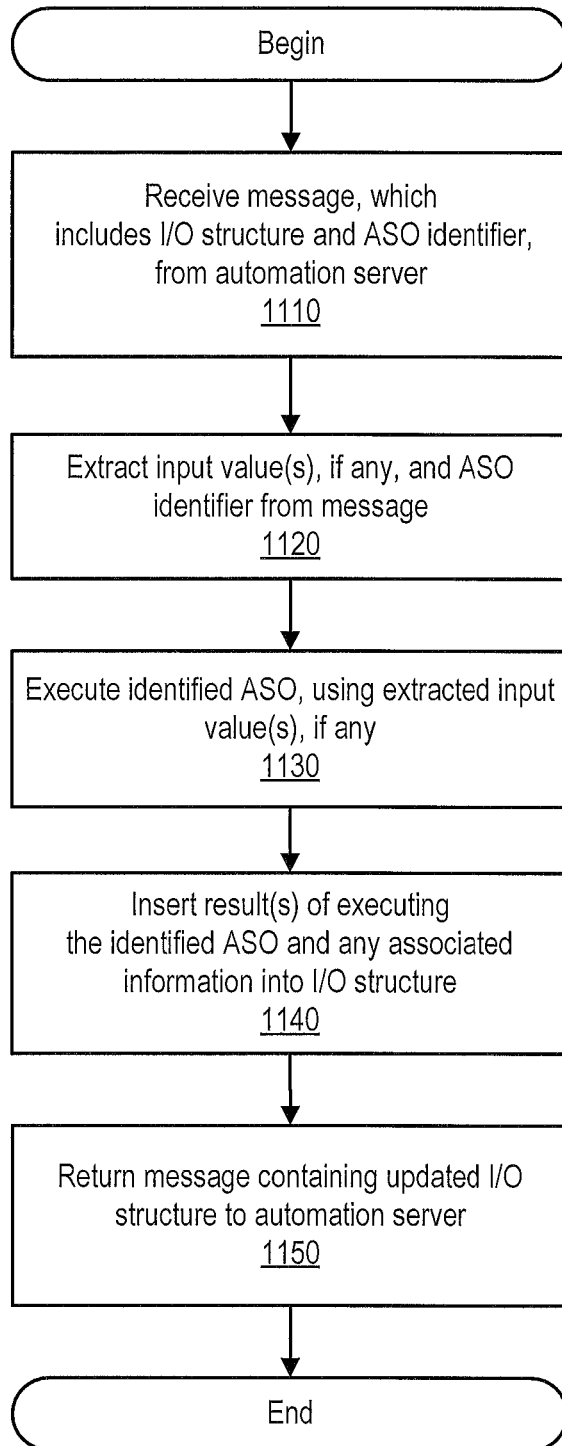 Begin
Receive message, which
includes I/O structure and ASO identifier,
from automation server
1110
Extract input value(s), if any, and ASO
identifier from message
1120
Execute identified ASO, using extracted input
value(s), if any
1130
Insert result(s) of executing
the identified ASO and any associated
information into I/O structure
1140
Return message containing updated I/O
structure to automation server
1150
End